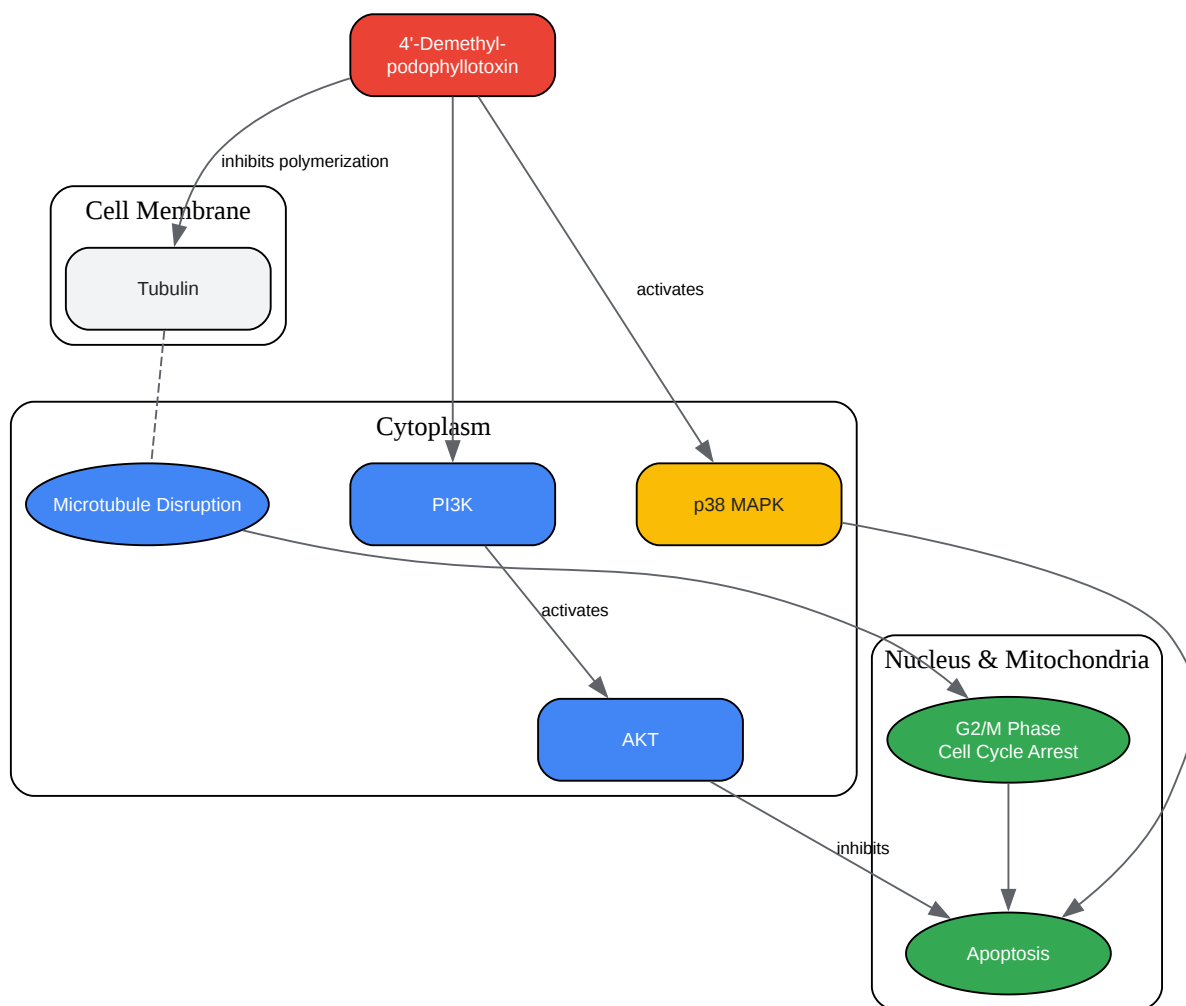 4'-Demethyl-
podophyllotoxin
inhibits polymerization
Cell Membrane
Tubulin
activates
Cytoplasm
Microtubule Disruption
PI3K
p38 MAPK
activates
Nucleus & Mitochondria
G2/M Phase
Cell Cycle Arrest
AKT
inhibits
Apoptosis